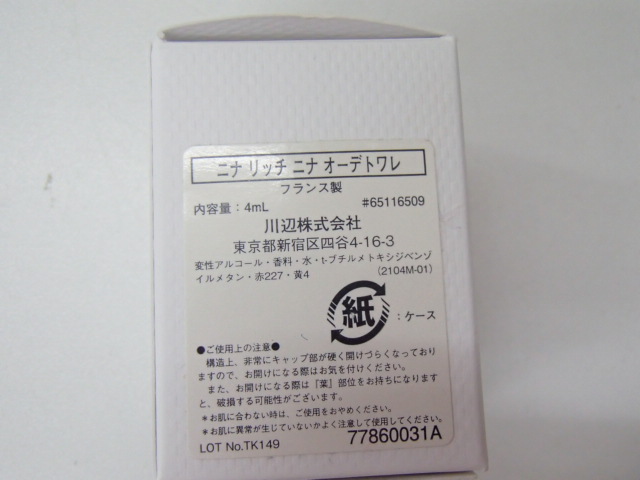 ニナ リッチ ニナ オーデトワレ
フランス製
内容量：4mL #65116509
川辺株式会社
東京都新宿区四谷4-16-3
変性アルコール・香料・水・t-ブチルメトキシジベンゾ
イルメタン・赤227・黄4 (2104M-01)
紙 ：ケース
●ご使用上の注意●
構造上、非常にキャップ部が硬く開けづらくなっており
ますので、お開けになる際はお気を付けください。
また、お開けになる際は『葉』部位をお持ちになります
と、破損する可能性がございます。
＊お肌に合わない時は、ご使用をおやめください。
＊お肌に異常が生じていないかよく注意して使用してください。
LOT No.TK149 77860031A